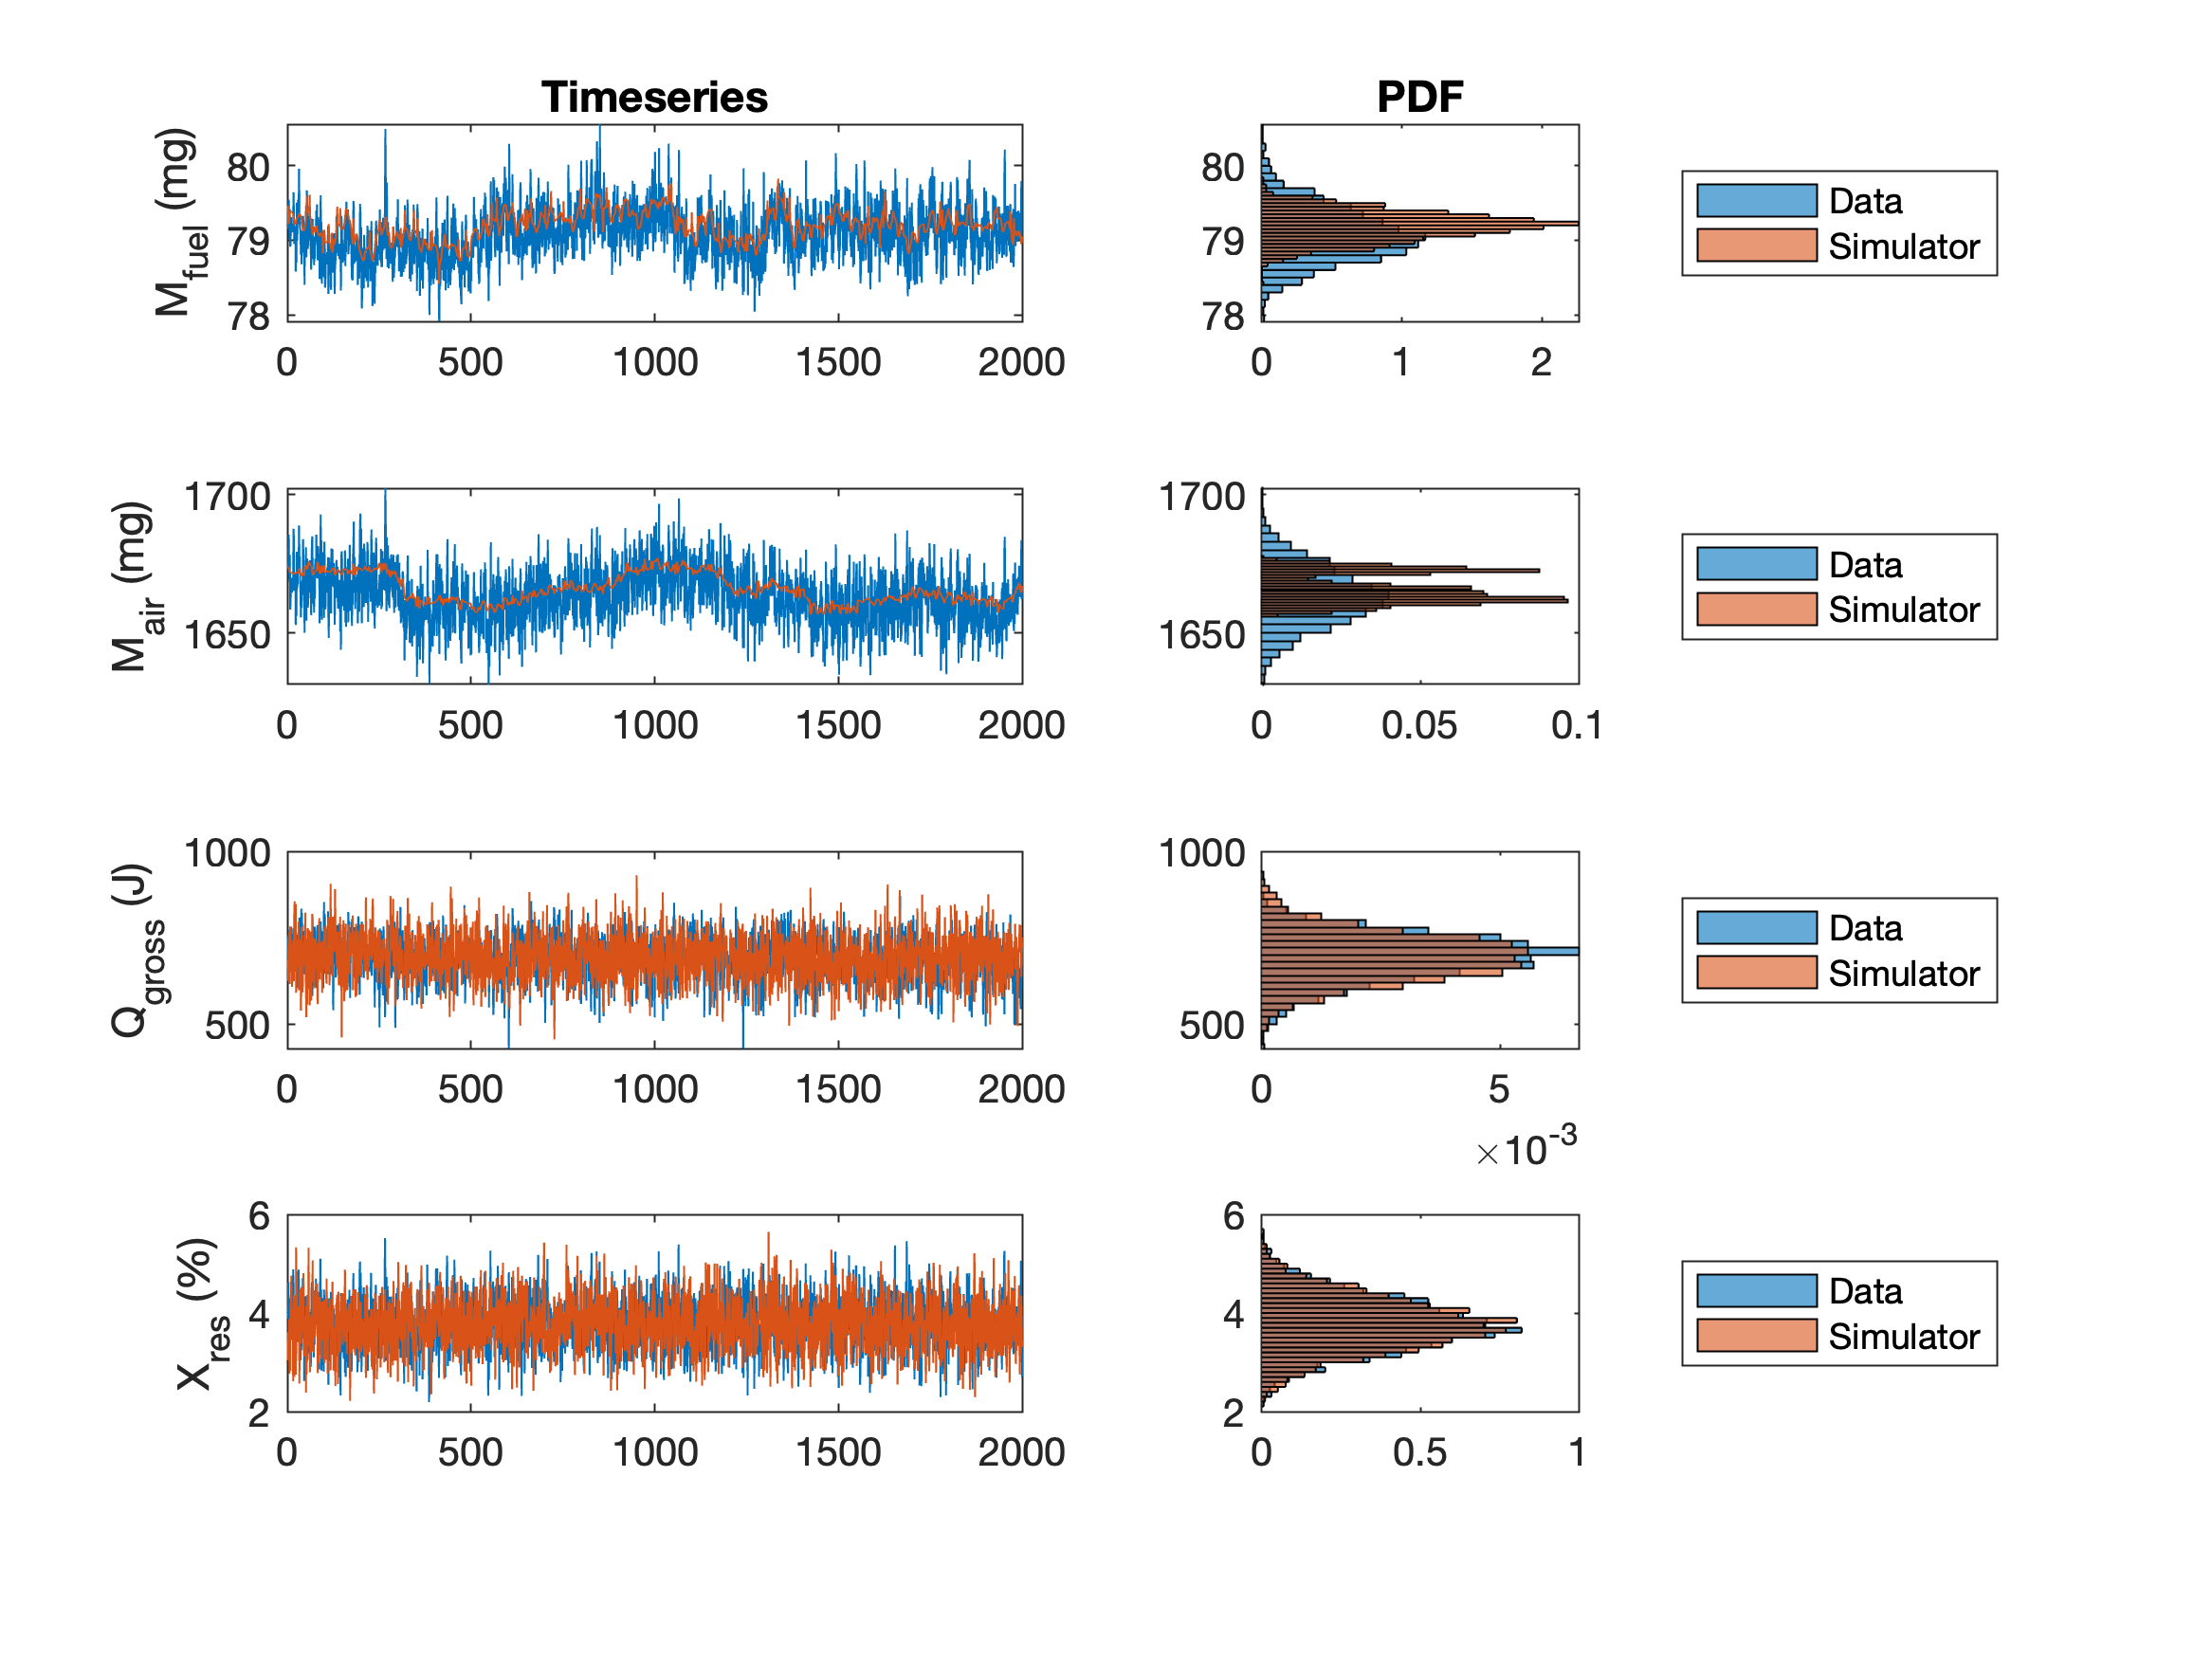 Timeseries
PDF
M_fuel (mg)
80
79
78
0 500 1000 1500 2000
80
79
78
0 1 2
Data
Simulator
M_air (mg)
1700
1650
0 500 1000 1500 2000
1700
1650
0 0.05 0.1
Data
Simulator
Q_gross (J)
1000
500
0 500 1000 1500 2000
1000
500
0 5
×10^-3
Data
Simulator
X_res (%)
6
4
2
0 500 1000 1500 2000
6
4
2
0 0.5 1
Data
Simulator